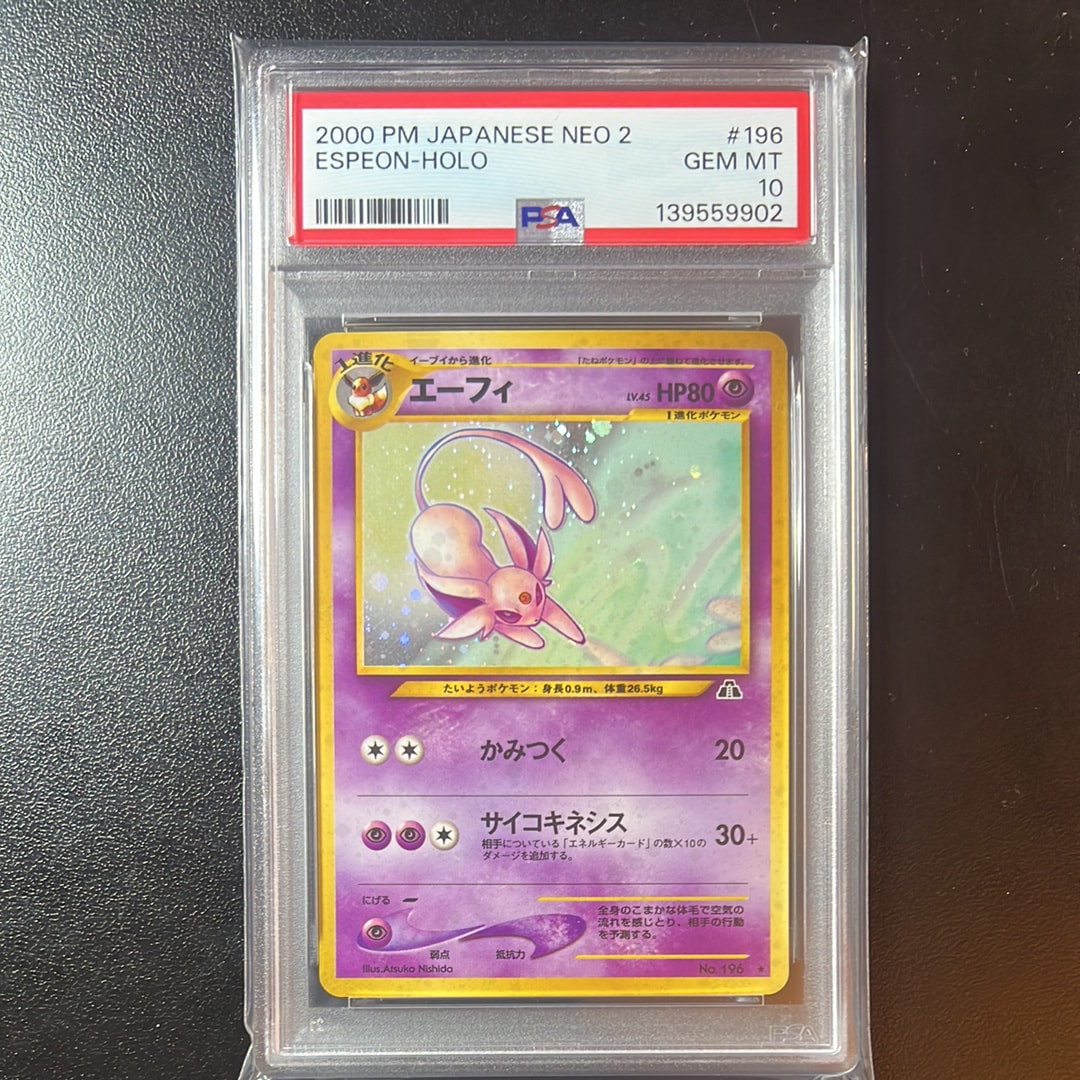 2000 PM JAPANESE NEO 2 #196
ESPEON-HOLO GEM MT
10
PSA 139559902
1進化 イーブイから進化 「たねポケモン」の上に重ねて進化させます。
エーフィ LV.45 HP80
1進化ポケモン
たいようポケモン：身長0.9m、体重26.5kg
かみつく 20
サイコキネシス 30+
相手についている「エネルギーカード」の数×10の
ダメージを追加する。
にげる
全身のこまかな体毛で空気の
流れを感じとり、相手の行動
を予測する。
弱点 抵抗力
Illus.Atsuko Nishida No. 196 ★
PSA